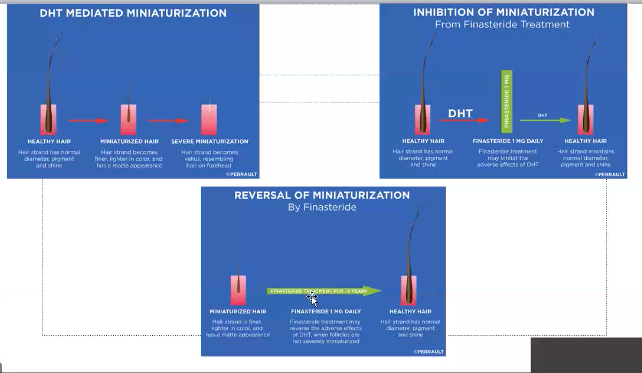 DHT MEDIATED MINIATURIZATION
HEALTHY HAIR
Hair strand has normal
diameter, pigment
and shine
MINIATURIZED HAIR
Hair strand becomes
finer, lighter in color, and
has a matte appearance
SEVERE MINIATURIZATION
Hair strand becomes
vellus, resembling
hair on forehead
©PERRAULT
INHIBITION OF MINIATURIZATION
From Finasteride Treatment
DHT
FINASTERIDE 1 MG
DHT
HEALTHY HAIR
Hair strand has normal
diameter, pigment
and shine
FINASTERIDE 1 MG DAILY
Finasteride treatment
may inhibit the
adverse effects of DHT
HEALTHY HAIR
Hair strand maintains
normal diameter,
pigment and shine
©PERRAULT
REVERSAL OF MINIATURIZATION
By Finasteride
FINASTERIDE TREATMENT FOR
YEARS
MINIATURIZED HAIR
Hair strand is finer,
lighter in color, and
has a matte appearance
FINASTERIDE 1 MG DAILY
Finasteride treatment may
reverse the adverse effects
of DHT, when follicles are
not severely miniaturized
HEALTHY HAIR
Hair strand has normal
diameter, pigment
and shine
©PERRAULT